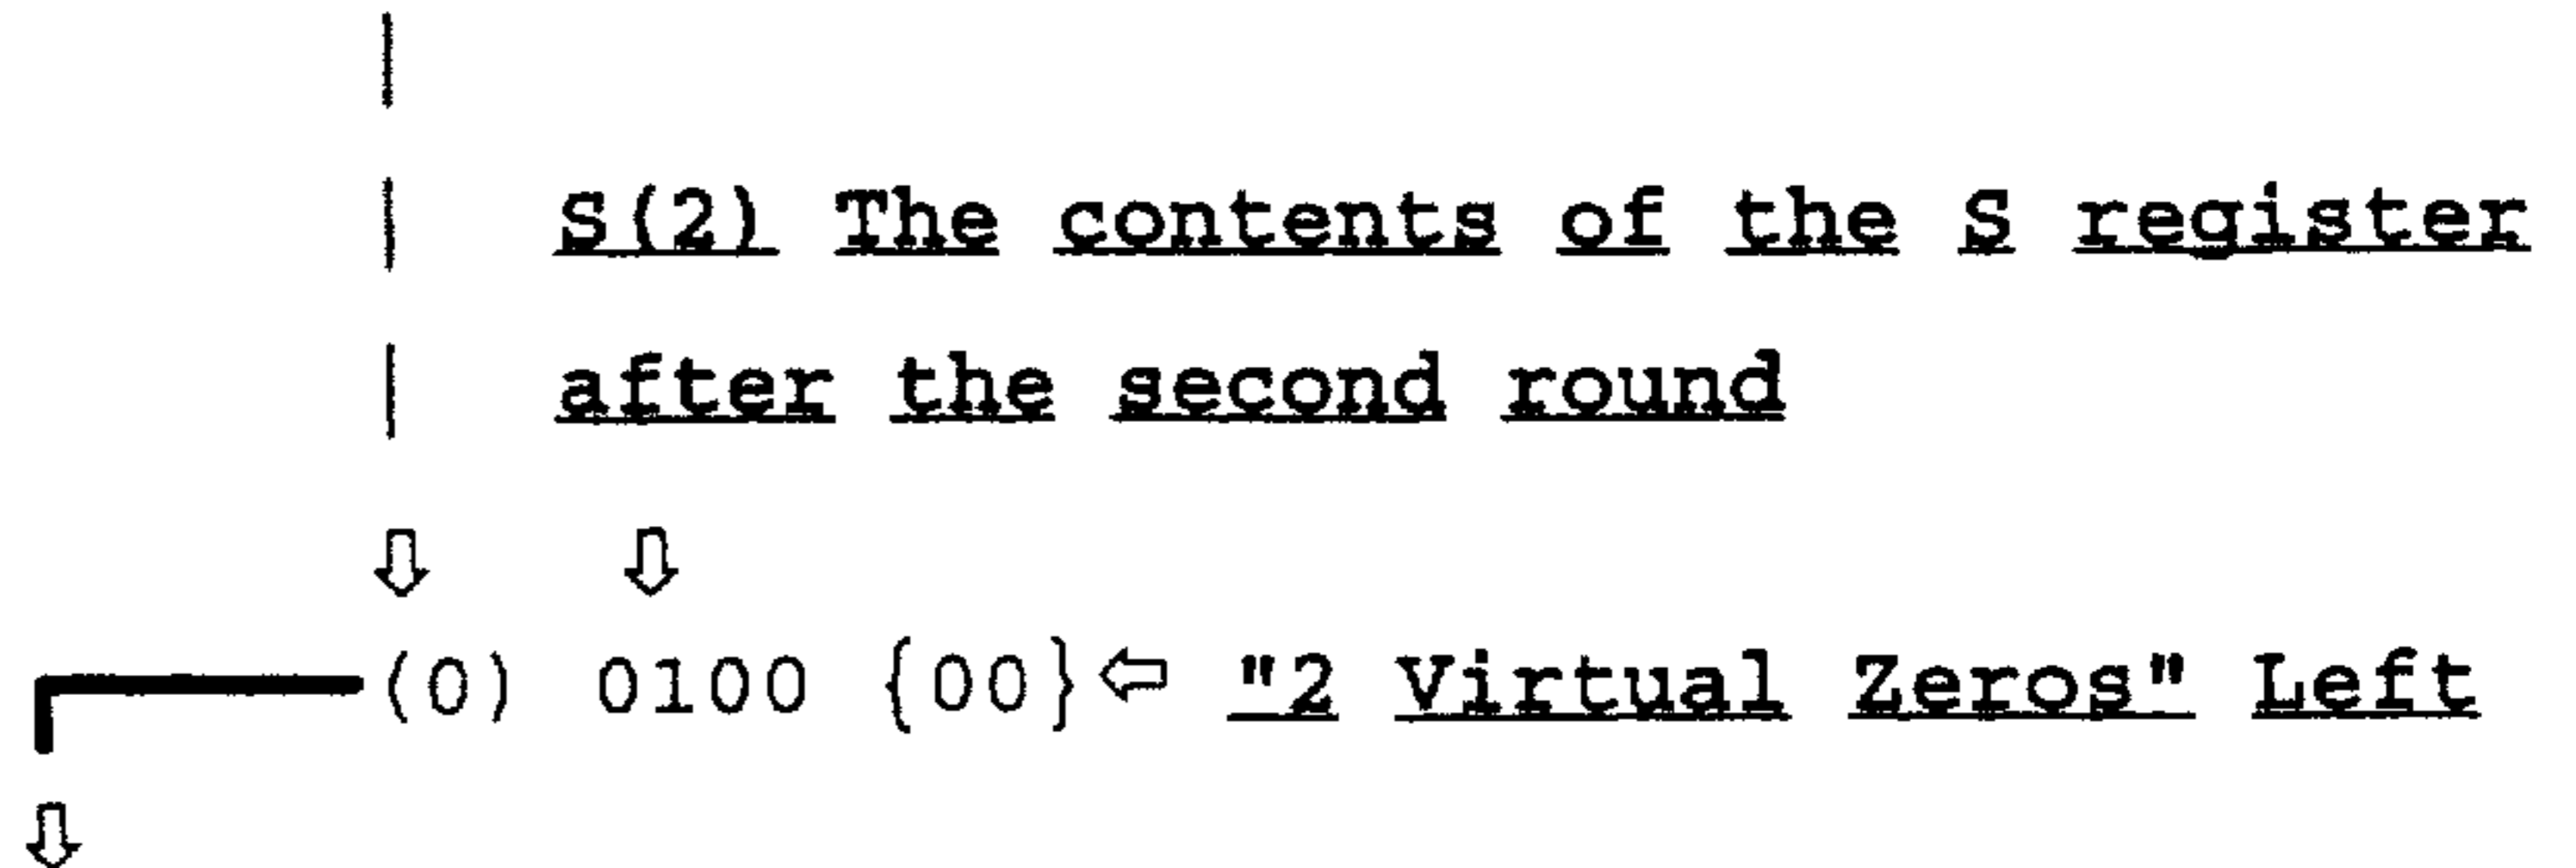 S(2) The contents of the S register
after the second round
(0) 0100 {00} "2 Virtual Zeros" Left